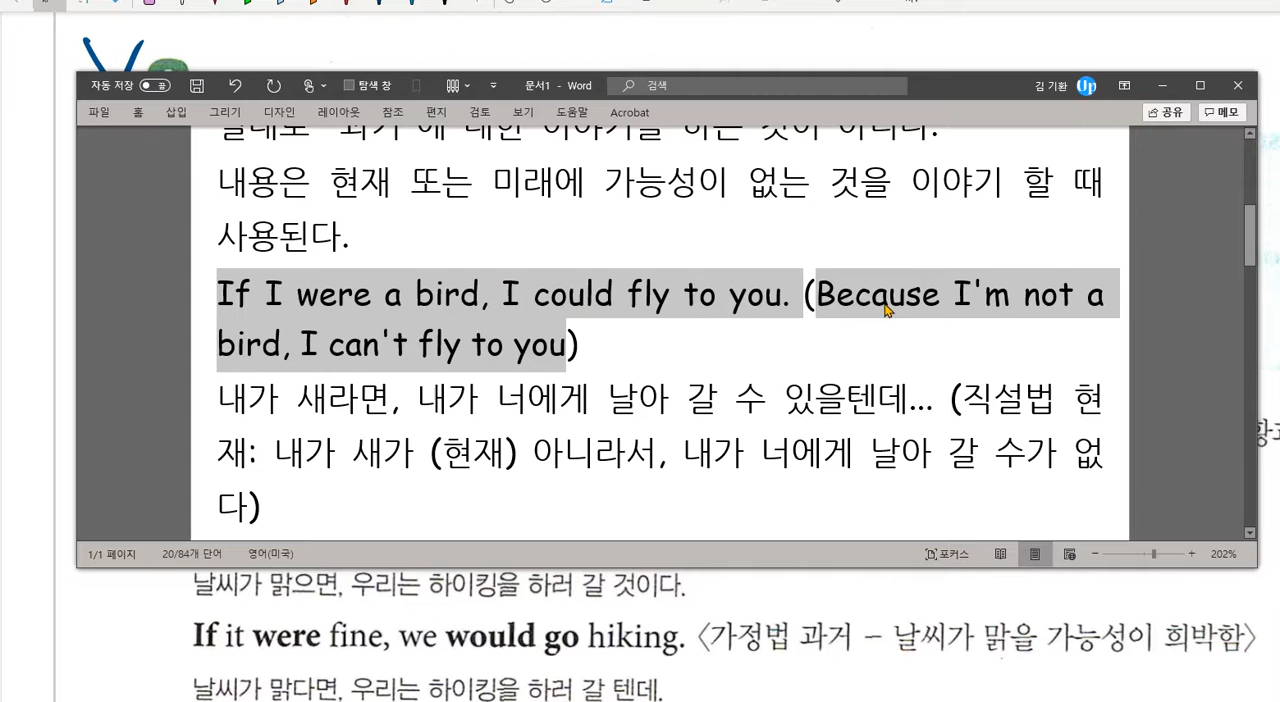 자동 저장 끔 탐색 창 문서1 - Word 검색 김 기환 Up
파일 홈 삽입 그리기 디자인 레이아웃 참조 편지 검토 보기 도움말 Acrobat 공유 메모
내용은 현재 또는 미래에 가능성이 없는 것을 이야기 할 때
사용된다.
If I were a bird, I could fly to you. (Because I'm not a
bird, I can't fly to you)
내가 새라면, 내가 너에게 날아 갈 수 있을텐데... (직설법 현
재: 내가 새가 (현재) 아니라서, 내가 너에게 날아 갈 수가 없
다)
1/1 페이지 20/84개 단어 영어(미국) 포커스 202%
날씨가 맑으면, 우리는 하이킹을 하러 갈 것이다.
If it were fine, we would go hiking. 〈가정법 과거 – 날씨가 맑을 가능성이 희박함〉
날씨가 맑다면, 우리는 하이킹을 하러 갈 텐데.